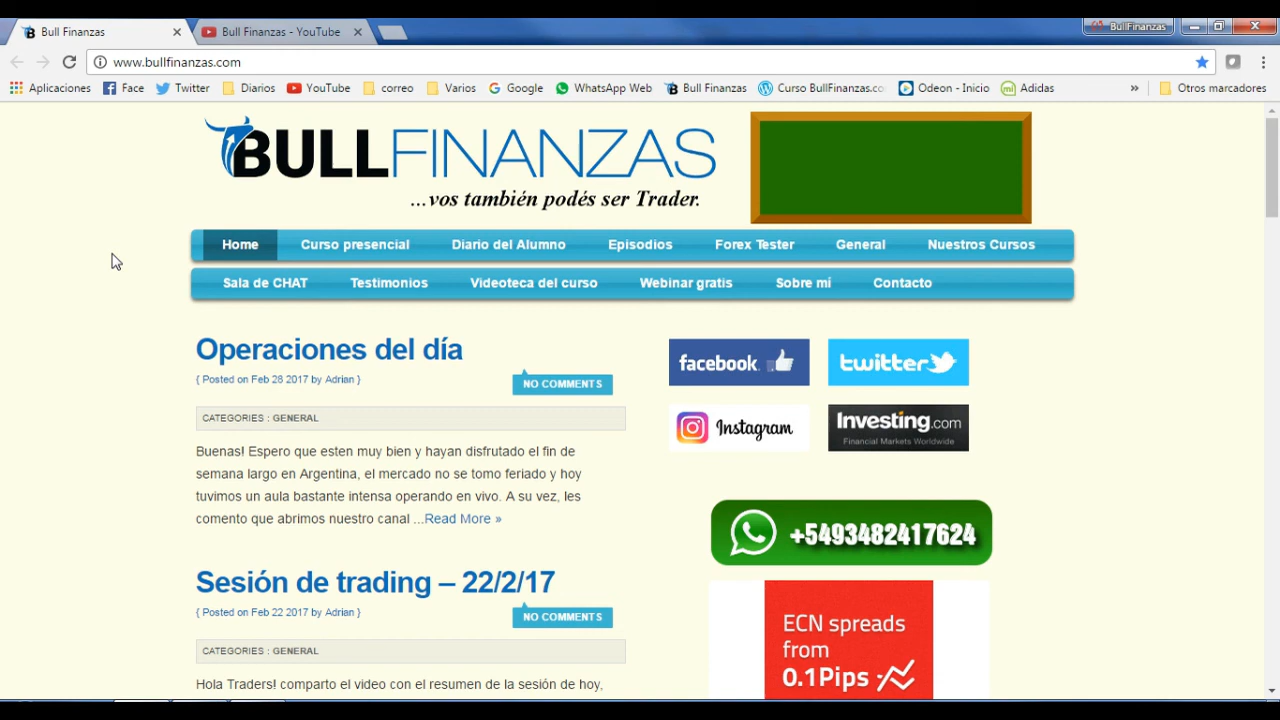 Bull Finanzas
Bull Finanzas - YouTube
BullFinanzas
www.bullfinanzas.com
Aplicaciones Face Twitter Diarios YouTube correo Varios Google WhatsApp Web Bull Finanzas Curso BullFinanzas.co Odeon - Inicio Adidas » Otros marcadores
BULLFINANZAS
...vos también podés ser Trader.
Home Curso presencial Diario del Alumno Episodios Forex Tester General Nuestros Cursos
Sala de CHAT Testimonios Videoteca del curso Webinar gratis Sobre mí Contacto
Operaciones del día
{ Posted on Feb 28 2017 by Adrian }
NO COMMENTS
CATEGORIES : GENERAL
Buenas! Espero que esten muy bien y hayan disfrutado el fin de
semana largo en Argentina, el mercado no se tomo feriado y hoy
tuvimos un aula bastante intensa operando en vivo. A su vez, les
comento que abrimos nuestro canal ...Read More »
Sesión de trading – 22/2/17
{ Posted on Feb 22 2017 by Adrian }
NO COMMENTS
CATEGORIES : GENERAL
Hola Traders! comparto el video con el resumen de la sesión de hoy,
facebook.
twitter
Instagram
Investing.com
Financial Markets Worldwide
+5493482417624
ECN spreads
from
0.1Pips